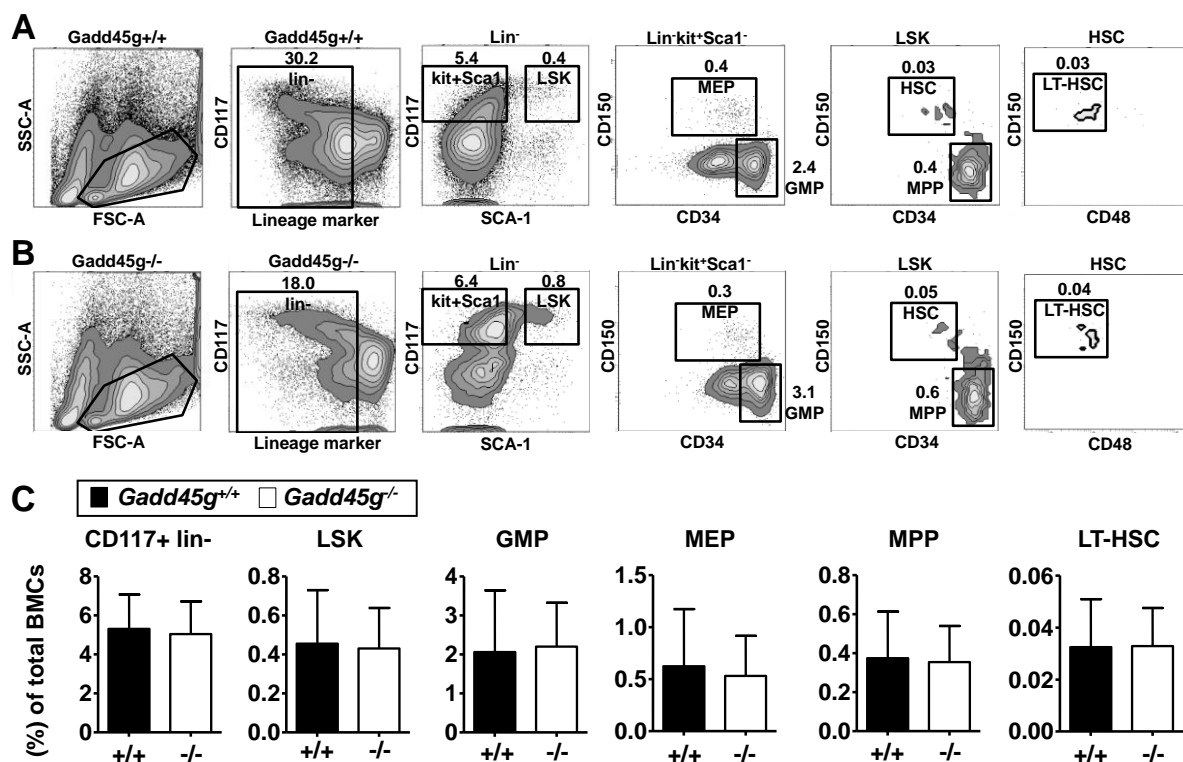 A
Gadd45g+/+
SSC-A
FSC-A
Gadd45g+/+
30.2
lin-
CD117
Lineage marker
Lin-
5.4
kit+Sca1
0.4
LSK
CD117
SCA-1
Lin-kit+Sca1-
0.4
MEP
2.4
GMP
CD150
CD34
LSK
0.03
HSC
0.4
MPP
CD150
CD34
HSC
0.03
LT-HSC
CD150
CD48
B
Gadd45g-/-
SSC-A
FSC-A
Gadd45g-/-
18.0
lin-
CD117
Lineage marker
Lin-
6.4
kit+Sca1
-
0.8
LSK
CD117
SCA-1
Lin-kit+Sca1-
0.3
MEP
3.1
GMP
CD150
CD34
LSK
0.05
HSC
0.6
MPP
CD150
CD34
HSC
0.04
LT-HSC
CD150
CD48
C
Gadd45g+/+ Gadd45g-/-
(%) of total BMCs
CD117+ lin-
8
6
4
2
0
+/+ -/-
LSK
0.8
0.6
0.4
0.2
0.0
+/+ -/-
GMP
4
3
2
1
0
+/+ -/-
MEP
1.5
1.0
0.5
0.0
+/+ -/-
MPP
0.8
0.6
0.4
0.2
0.0
+/+ -/-
LT-HSC
0.06
0.04
0.02
0.00
+/+ -/-